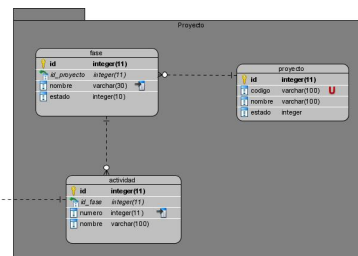 Proyecto
fase
id integer(11)
id_proyecto integer(11)
nombre varchar(30)
estado integer(10)
proyecto
id integer(11)
codigo varchar(100) U
nombre varchar(100)
estado integer
actividad
id integer(11)
id_fase integer(11)
numero integer(11)
nombre varchar(100)